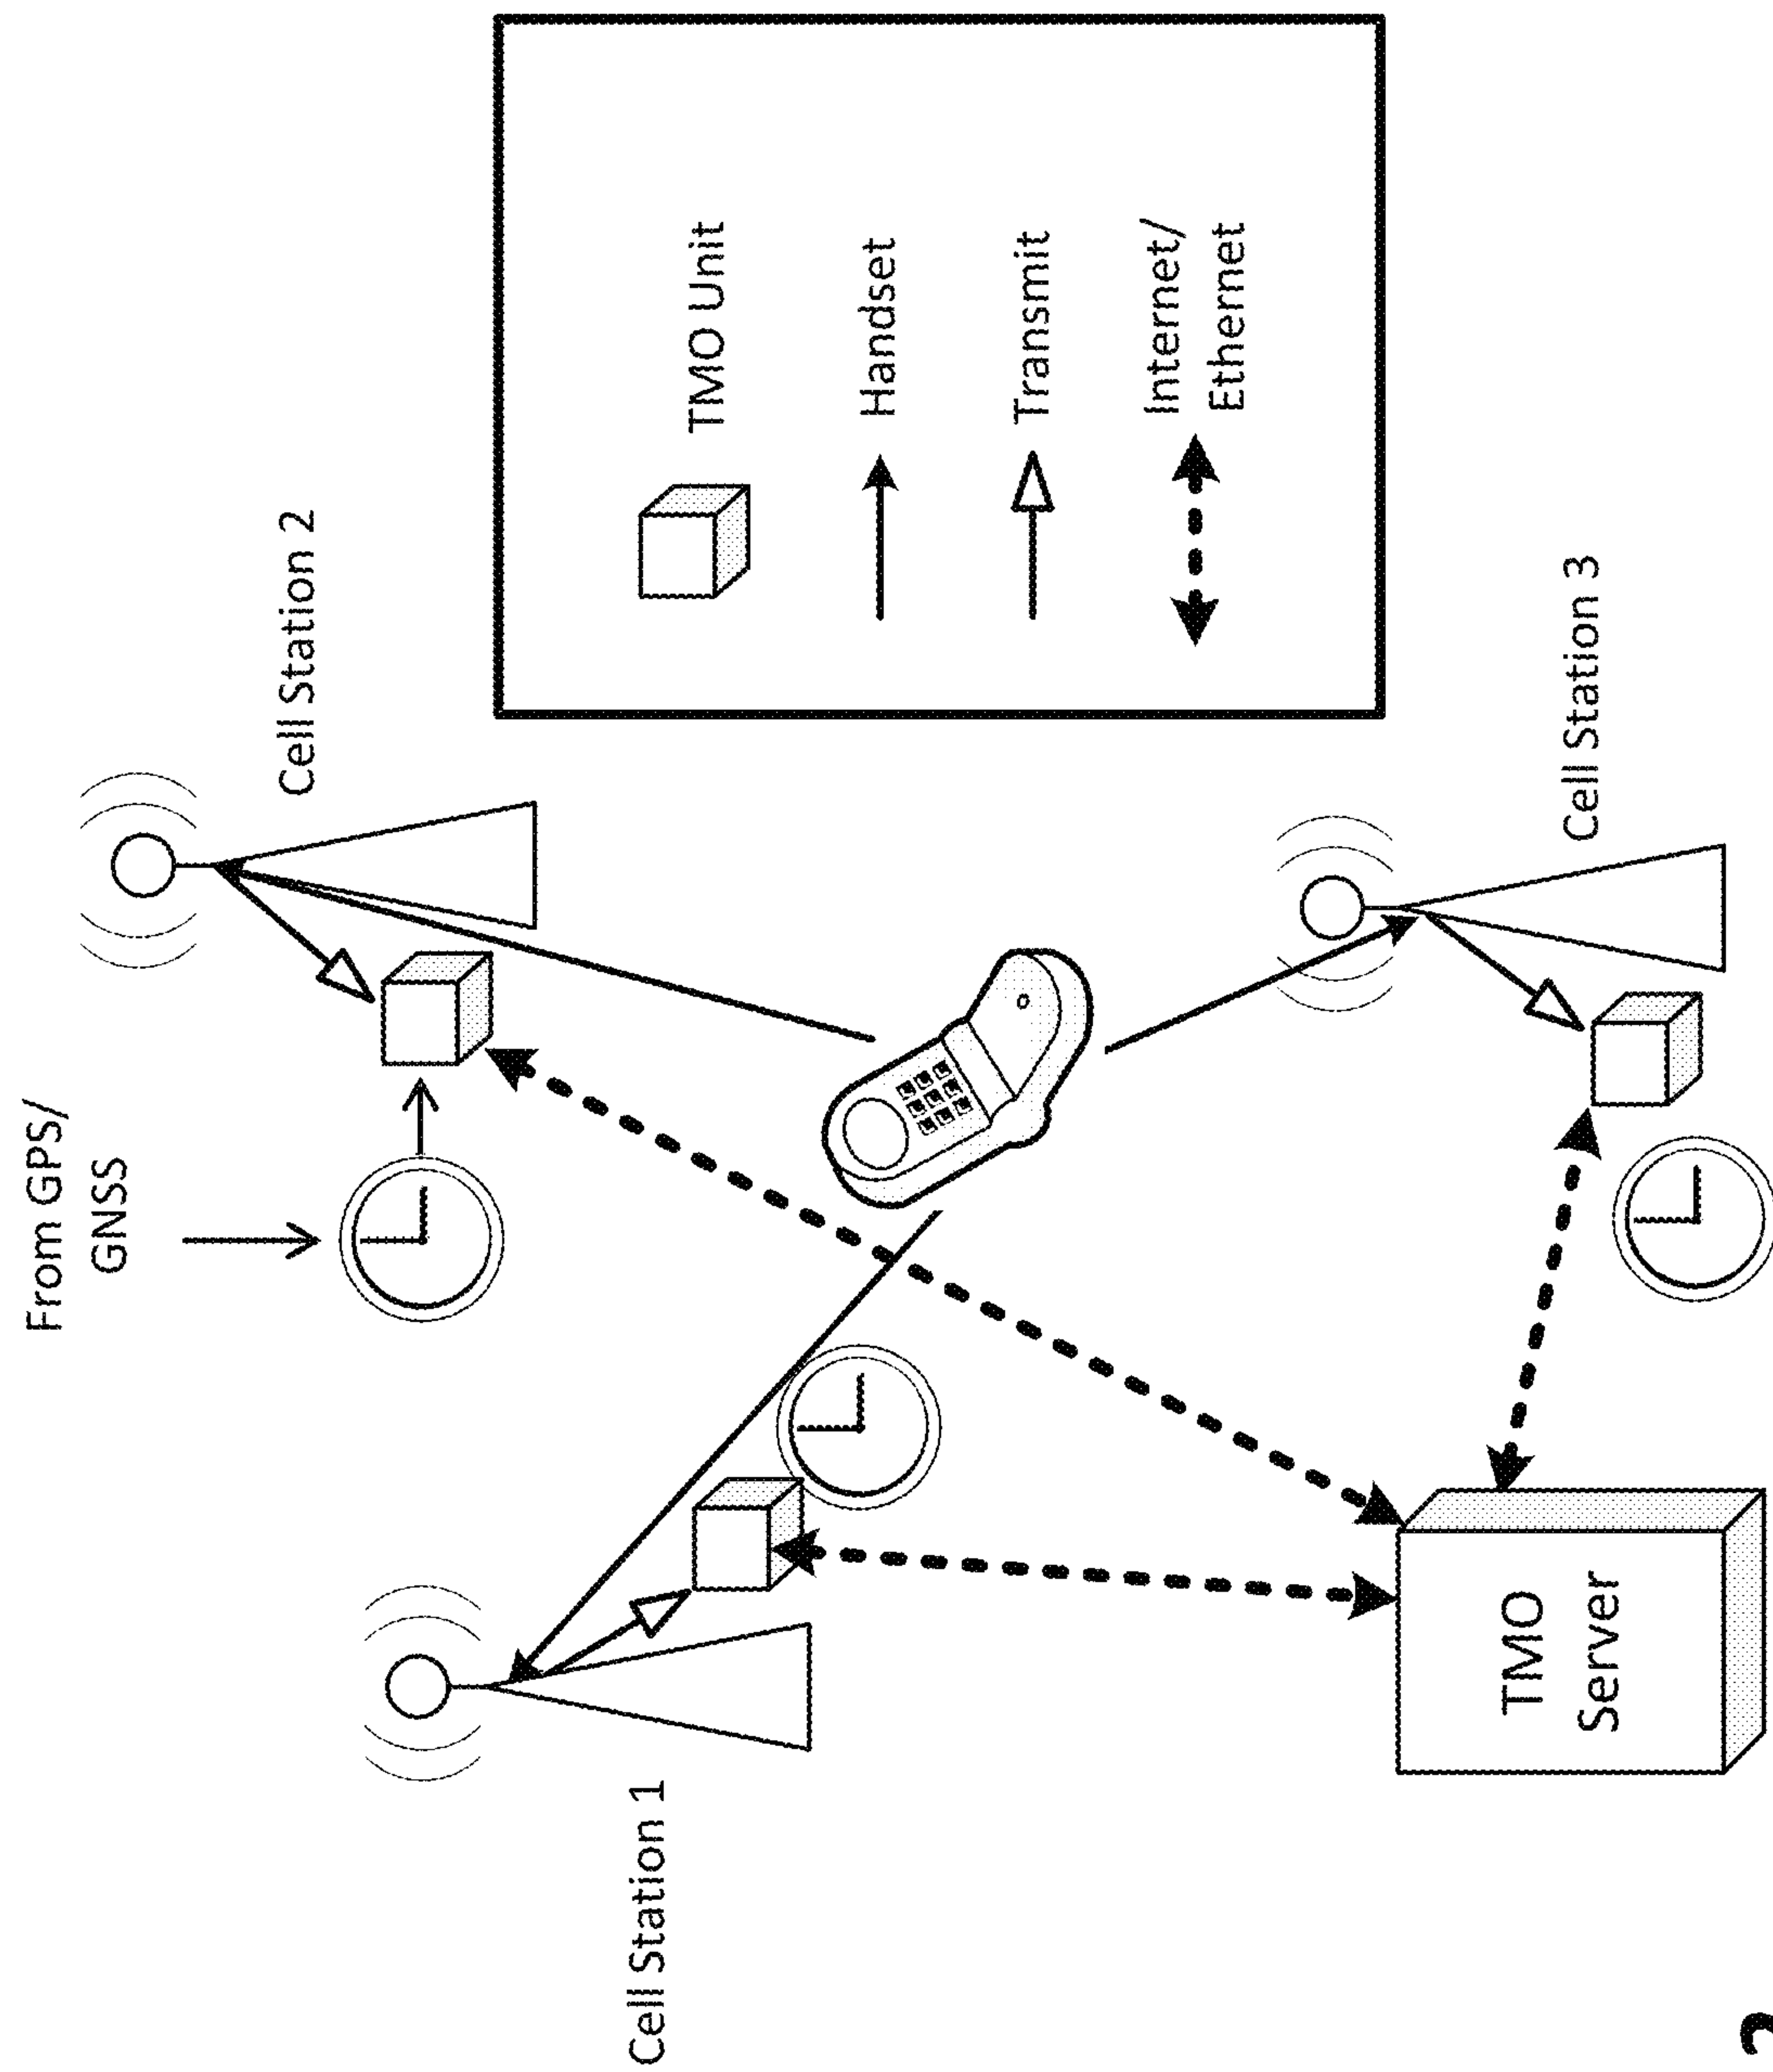 From GPS/
GNSS
Cell Station 2
Cell Station 1
TMO Unit
Handset
Transmit
Internet/
Ethernet
Cell Station 3
TMO
Server